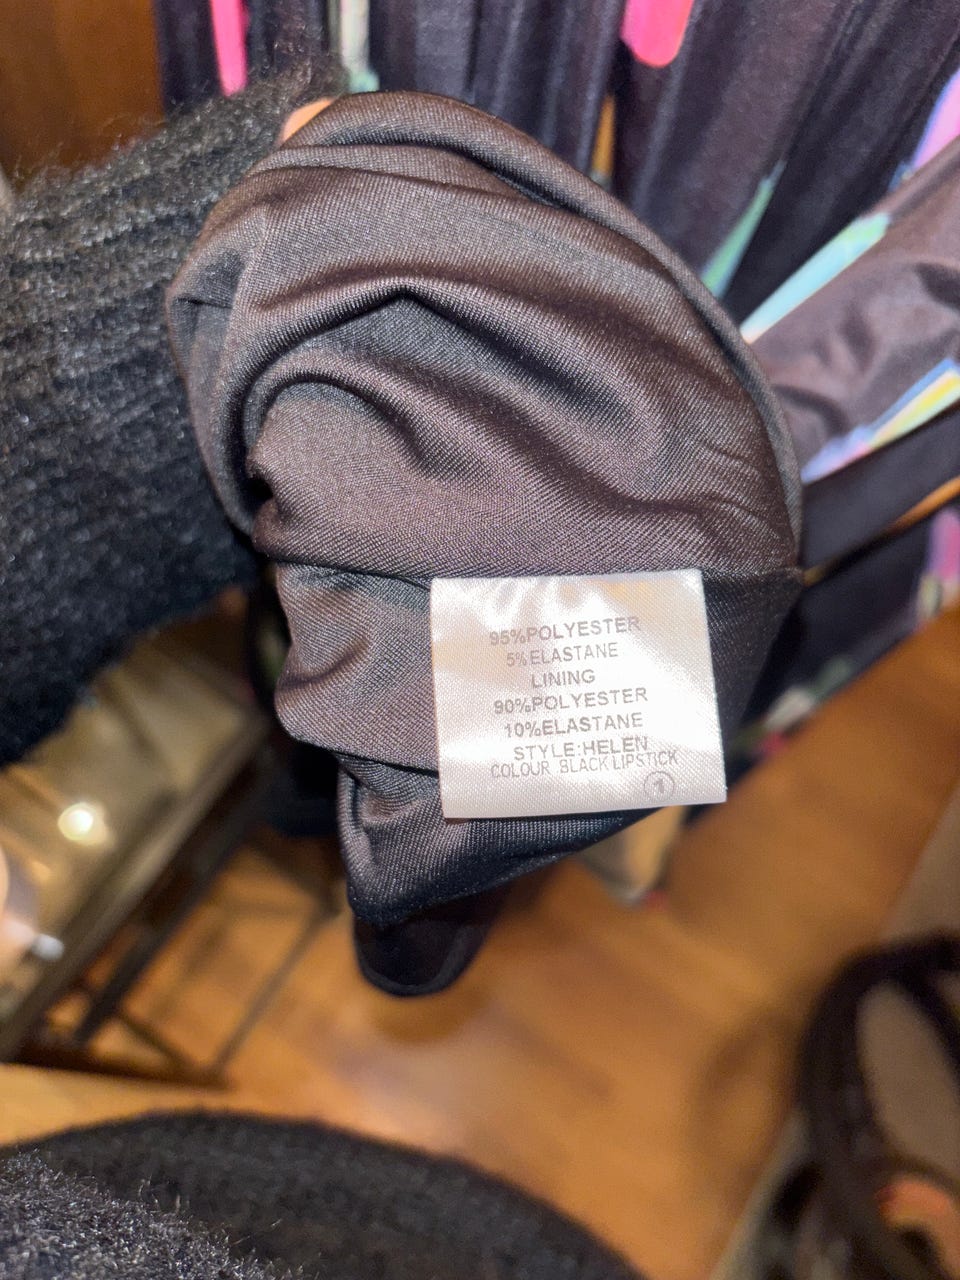 95%POLYESTER
5%ELASTANE
LINING
90%POLYESTER
10%ELASTANE
STYLE:HELEN
COLOUR BLACK LIPSTICK
1